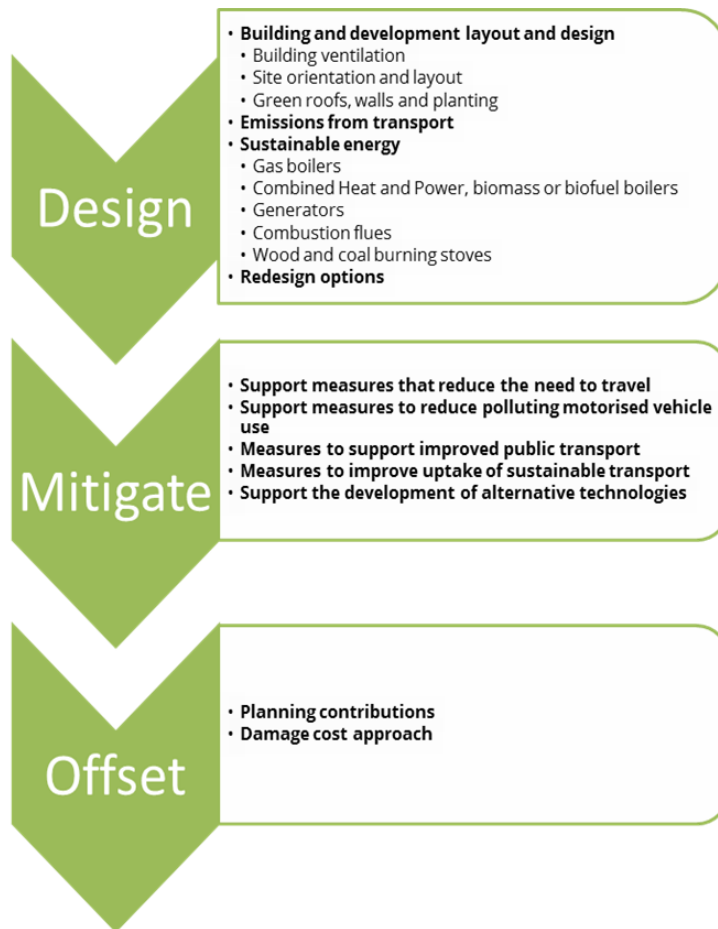 Design
• Building and development layout and design
• Building ventilation
• Site orientation and layout
• Green roofs, walls and planting
• Emissions from transport
• Sustainable energy
• Gas boilers
• Combined Heat and Power, biomass or biofuel boilers
• Generators
• Combustion flues
• Wood and coal burning stoves
• Redesign options
Mitigate
• Support measures that reduce the need to travel
• Support measures to reduce polluting motorised vehicle
use
• Measures to support improved public transport
• Measures to improve uptake of sustainable transport
• Support the development of alternative technologies
Offset
• Planning contributions
• Damage cost approach